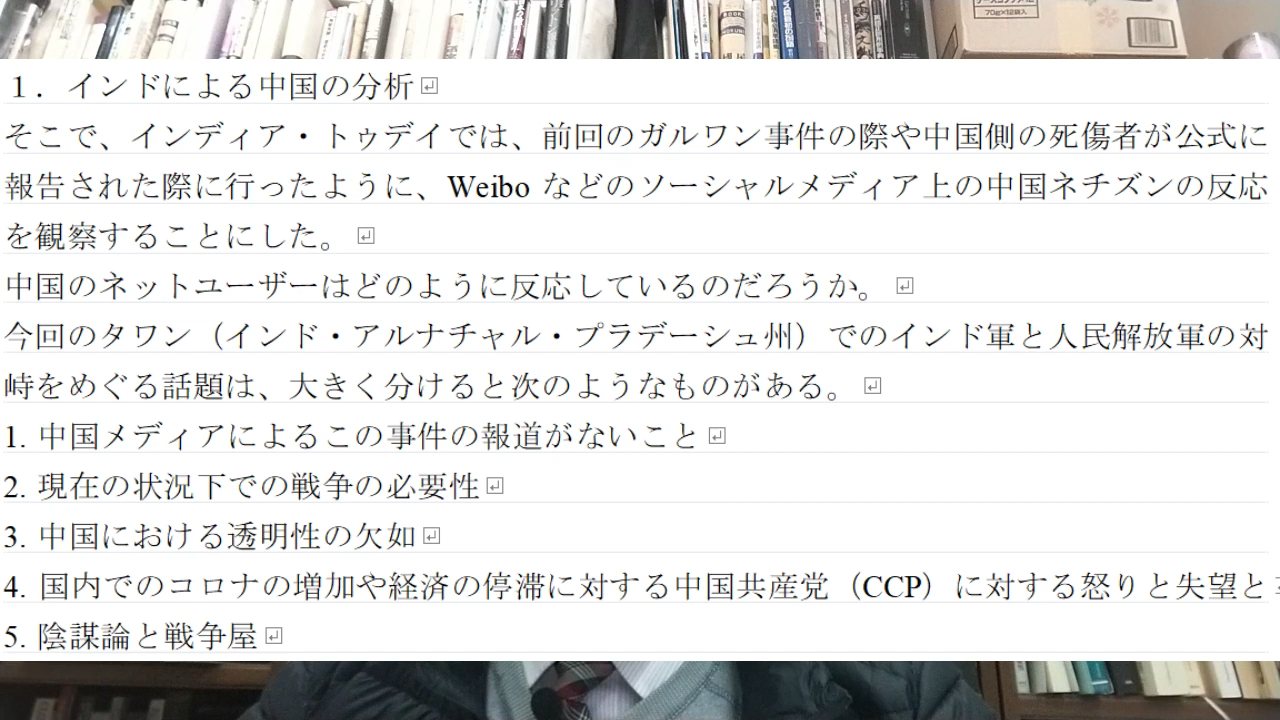 70g×12袋入
１．インドによる中国の分析
そこで、インディア・トゥデイでは、前回のガルワン事件の際や中国側の死傷者が公式に
報告された際に行ったように、Weibo などのソーシャルメディア上の中国ネチズンの反応
を観察することにした。
中国のネットユーザーはどのように反応しているのだろうか。
今回のタワン（インド・アルナチャル・プラデーシュ州）でのインド軍と人民解放軍の対
峙をめぐる話題は、大きく分けると次のようなものがある。
1. 中国メディアによるこの事件の報道がないこと
2. 現在の状況下での戦争の必要性
3. 中国における透明性の欠如
4. 国内でのコロナの増加や経済の停滞に対する中国共産党（CCP）に対する怒りと失望と
5. 陰謀論と戦争屋